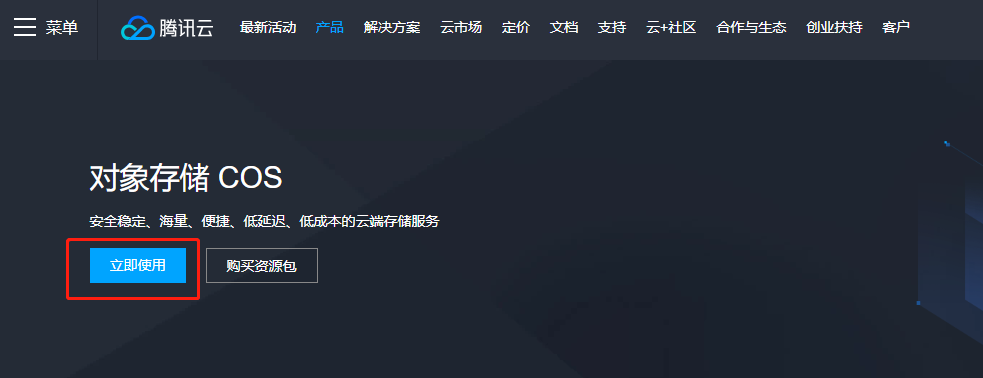 菜单 腾讯云 最新活动 产品 解决方案 云市场 定价 文档 支持 云+社区 合作与生态 创业扶持 客户
对象存储 COS
安全稳定、海量、便捷、低延迟、低成本的云端存储服务
立即使用 购买资源包